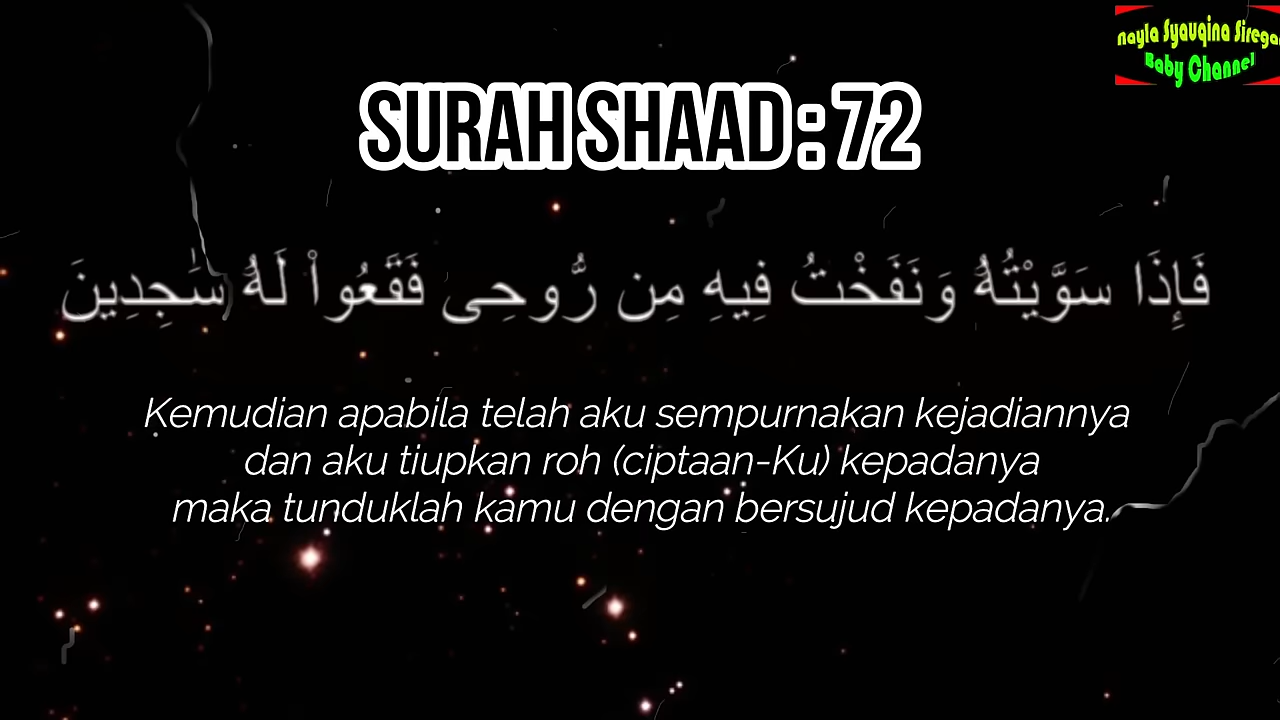 nayla Syauqina Sirega
Baby Channel
SURAH SHAAD : 72
فَإِذَا سَوَّيْتُهُۥ وَنَفَخْتُ فِيهِ مِن رُّوحِى فَقَعُوا۟ لَهُۥ سَٰجِدِينَ
Kemudian apabila telah aku sempurnakan kejadiannya
dan aku tiupkan roh (ciptaan-Ku) kepadanya
maka tunduklah kamu dengan bersujud kepadanya.